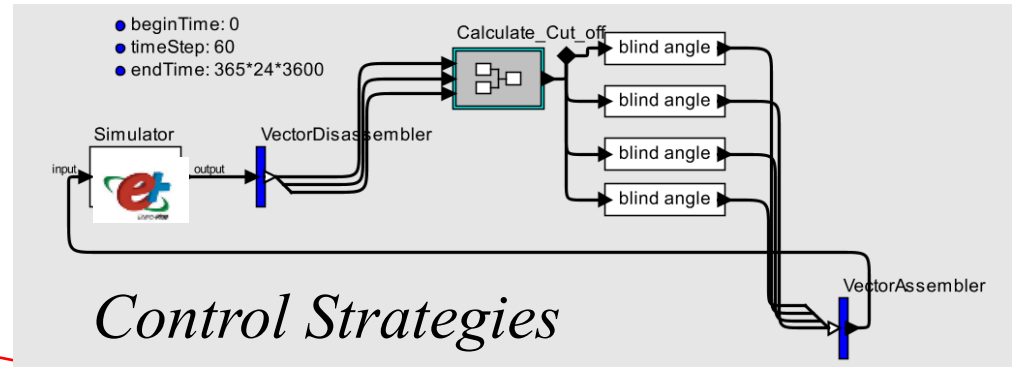 beginTime: 0
timeStep: 60
endTime: 365*24*3600
Calculate_Cut_off
blind angle
blind angle
blind angle
blind angle
Simulator
VectorDisassembler
input
output
e+
VectorAssembler
Control Strategies